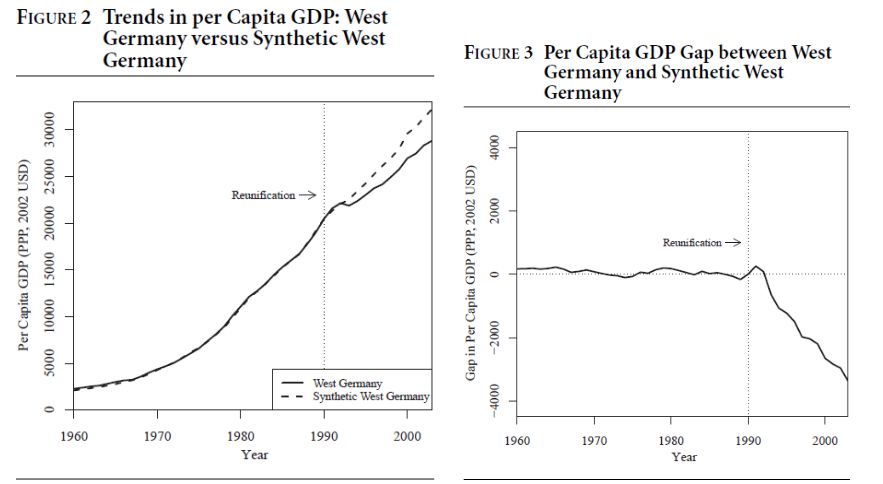 FIGURE 2 Trends in per Capita GDP: West
Germany versus Synthetic West
Germany
Per Capita GDP (PPP, 2002 USD)
30000
25000
20000
15000
10000
5000
0
Reunification
West Germany
Synthetic West Germany
1960 1970 1980 1990 2000
Year
FIGURE 3 Per Capita GDP Gap between West
Germany and Synthetic West
Germany
Gap in Per Capita GDP (PPP, 2002 USD)
4000
2000
0
−2000
−4000
Reunification
1960 1970 1980 1990 2000
Year